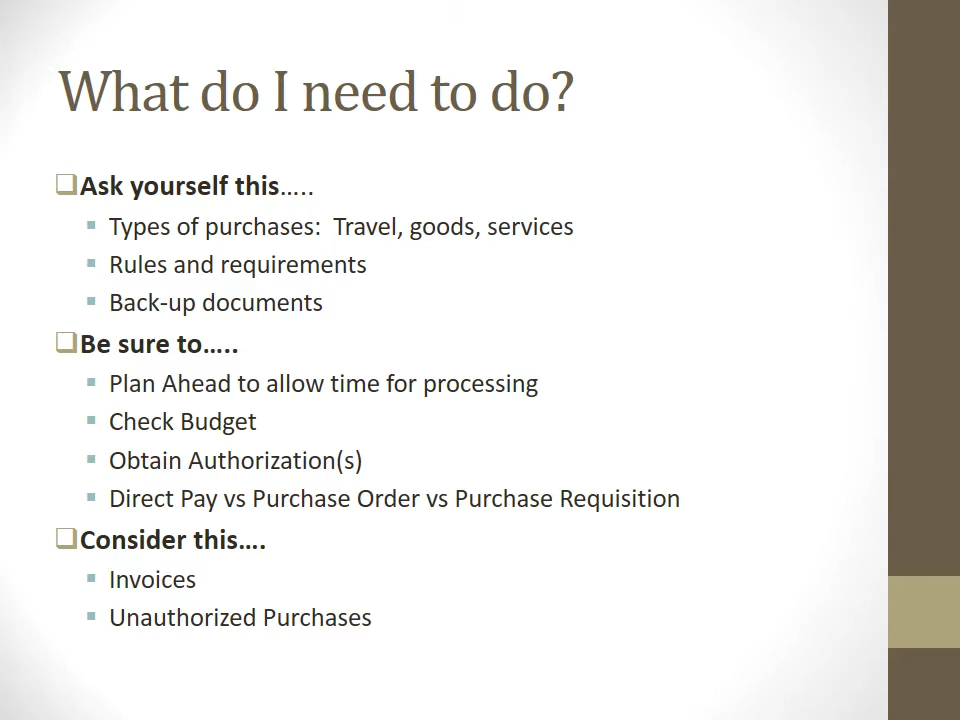 What do I need to do?
Ask yourself this…..
Types of purchases:  Travel, goods, services
Rules and requirements
Back-up documents
Be sure to…..
Plan Ahead to allow time for processing
Check Budget
Obtain Authorization(s)
Direct Pay vs Purchase Order vs Purchase Requisition
Consider this….
Invoices
Unauthorized Purchases